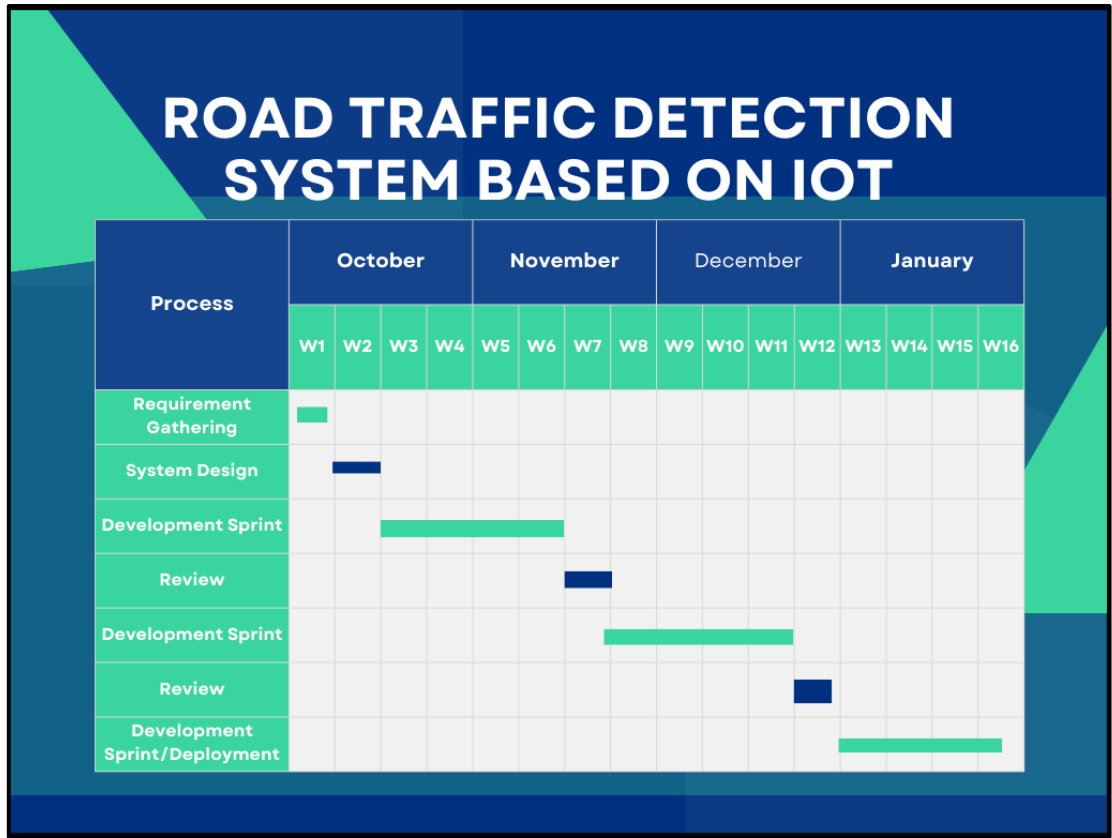 ROAD TRAFFIC DETECTION
SYSTEM BASED ON IOT
Process
October
November
December
January
W1 W2 W3 W4 W5 W6 W7 W8 W9 W10 W11 W12 W13 W14 W15 W16
Requirement
Gathering
System Design
Development Sprint
Review
Development Sprint
Review
Development
Sprint/Deployment